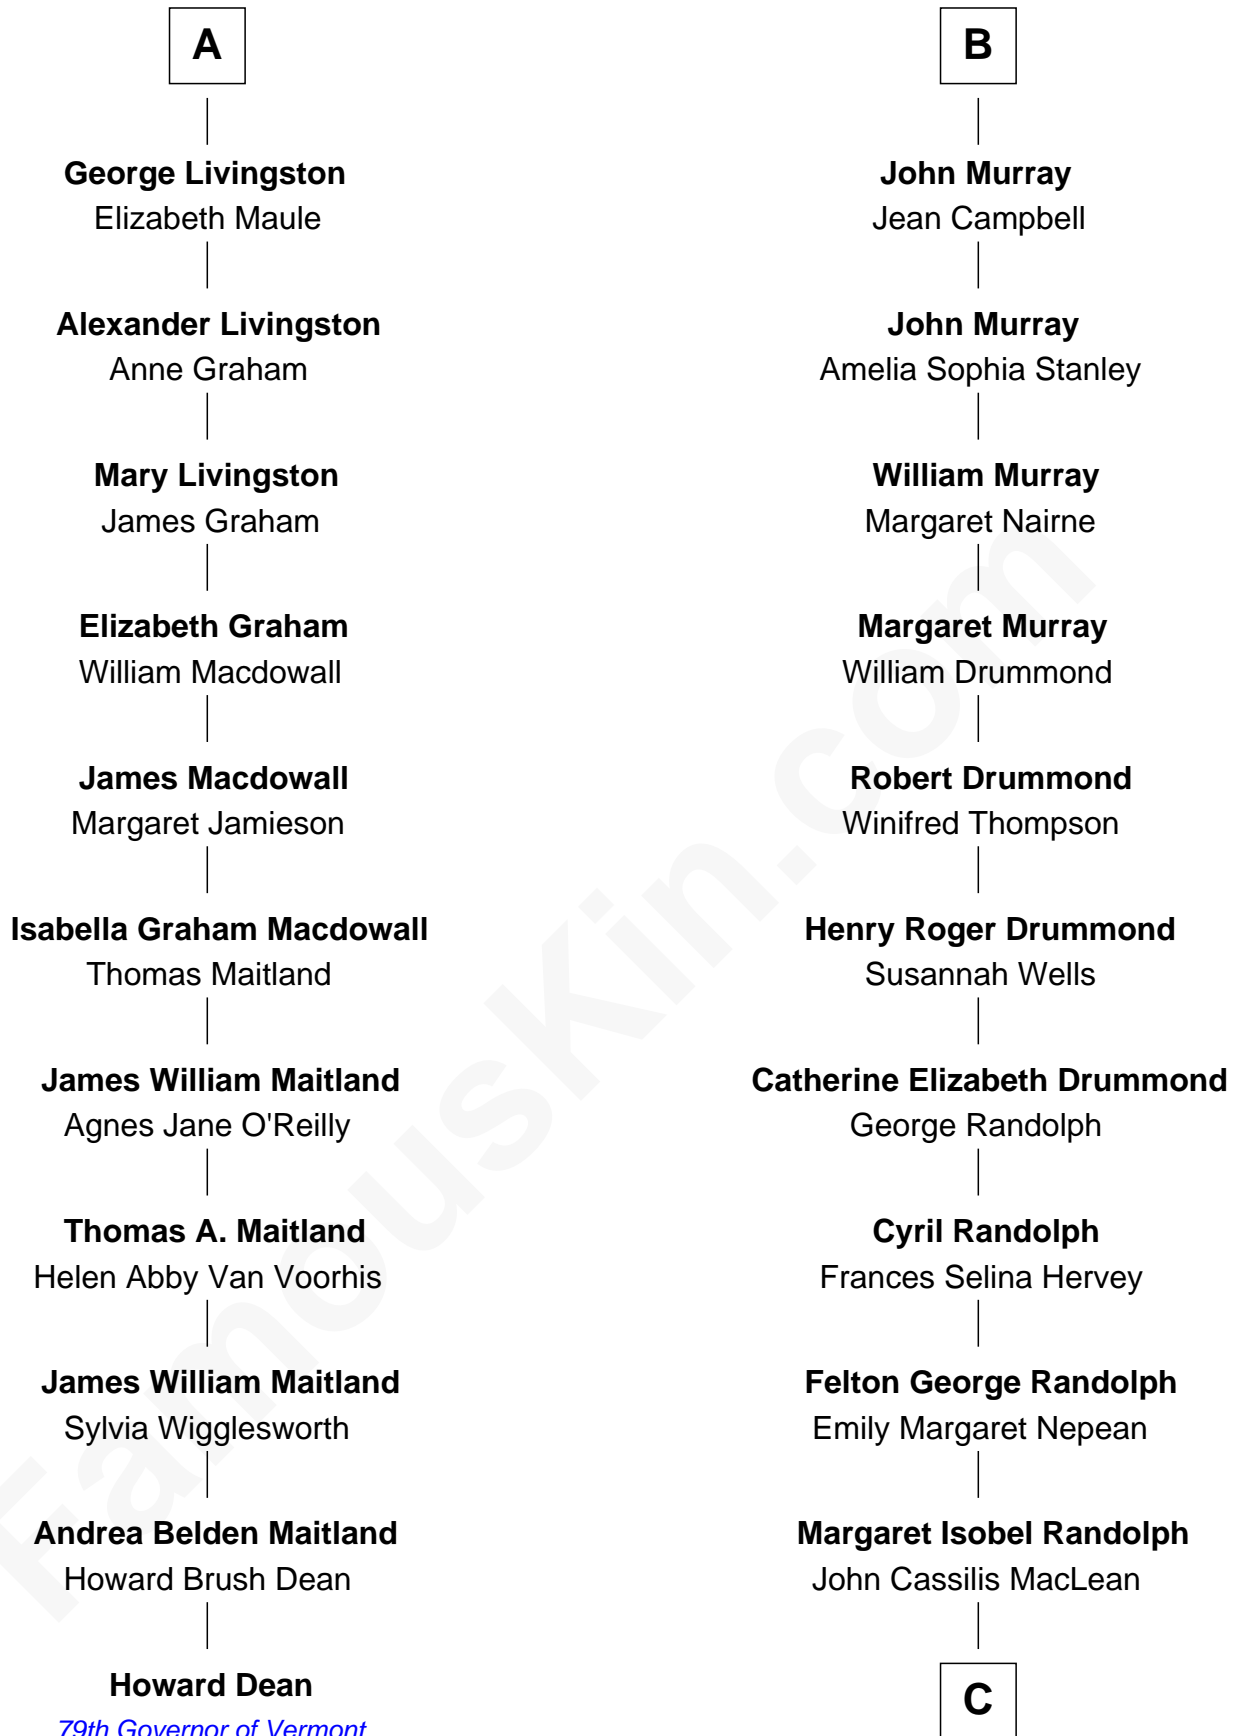 A
George Livingston
Elizabeth Maule
Alexander Livingston
Anne Graham
Mary Livingston
James Graham
Elizabeth Graham
William Macdowall
James Macdowall
Margaret Jamieson
Isabella Graham Macdowall
Thomas Maitland
James William Maitland
Agnes Jane O'Reilly
Thomas A. Maitland
Helen Abby Van Voorhis
James William Maitland
Sylvia Wigglesworth
Andrea Belden Maitland
Howard Brush Dean
Howard Dean
79th Governor of Vermont
B
John Murray
Jean Campbell
John Murray
Amelia Sophia Stanley
William Murray
Margaret Nairne
Margaret Murray
William Drummond
Robert Drummond
Winifred Thompson
Henry Roger Drummond
Susannah Wells
Catherine Elizabeth Drummond
George Randolph
Cyril Randolph
Frances Selina Hervey
Felton George Randolph
Emily Margaret Nepean
Margaret Isobel Randolph
John Cassilis MacLean
C
FamousKin.com